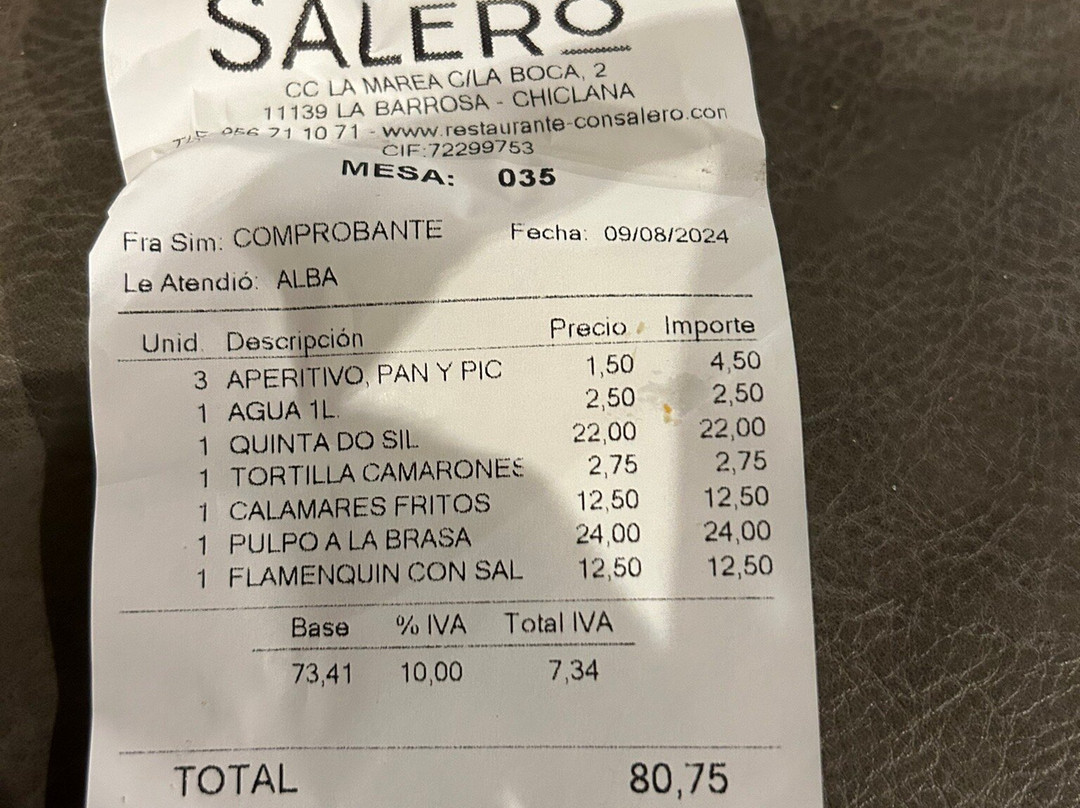 SALERO
CC LA MAREA C/LA BOCA, 2
11139 LA BARROSA - CHICLANA
TLF 956 71 10 71 - www.restaurante-consalero.con
CIF:72299753
MESA: 035
Fra Sim: COMPROBANTE Fecha: 09/08/2024
Le Atendió: ALBA
Unid. Descripción Precio Importe
3 APERITIVO, PAN Y PIC 1,50 4,50
1 AGUA 1L. 2,50 2,50
1 QUINTA DO SIL 22,00 22,00
1 TORTILLA CAMARONES 2,75 2,75
1 CALAMARES FRITOS 12,50 12,50
1 PULPO A LA BRASA 24,00 24,00
1 FLAMENQUIN CON SAL 12,50 12,50
Base % IVA Total IVA
73,41 10,00 7,34
TOTAL 80,75